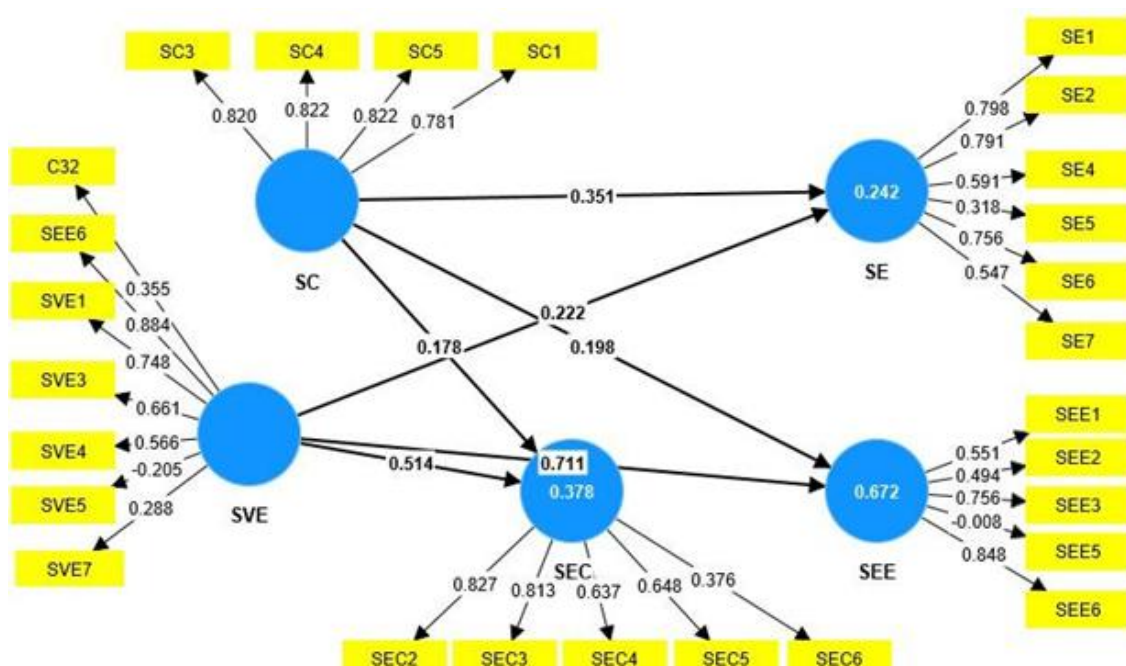 SC3
SC4
SC5
SC1
0.820
0.822
0.822
0.781
SC
C32
SEE6
SVE1
SVE3
SVE4
SVE5
SVE7
0.355
0.884
0.748
0.661
0.566
-0.205
0.288
SVE
0.351
0.222
0.178
0.198
0.514
0.711
0.242
SE
0.798
0.791
0.591
0.318
0.756
0.547
SE1
SE2
SE4
SE5
SE6
SE7
0.378
SEC
0.827
0.813
0.637
0.648
0.376
SEC2
SEC3
SEC4
SEC5
SEC6
0.672
SEE
0.551
0.494
0.756
-0.008
0.848
SEE1
SEE2
SEE3
SEE5
SEE6